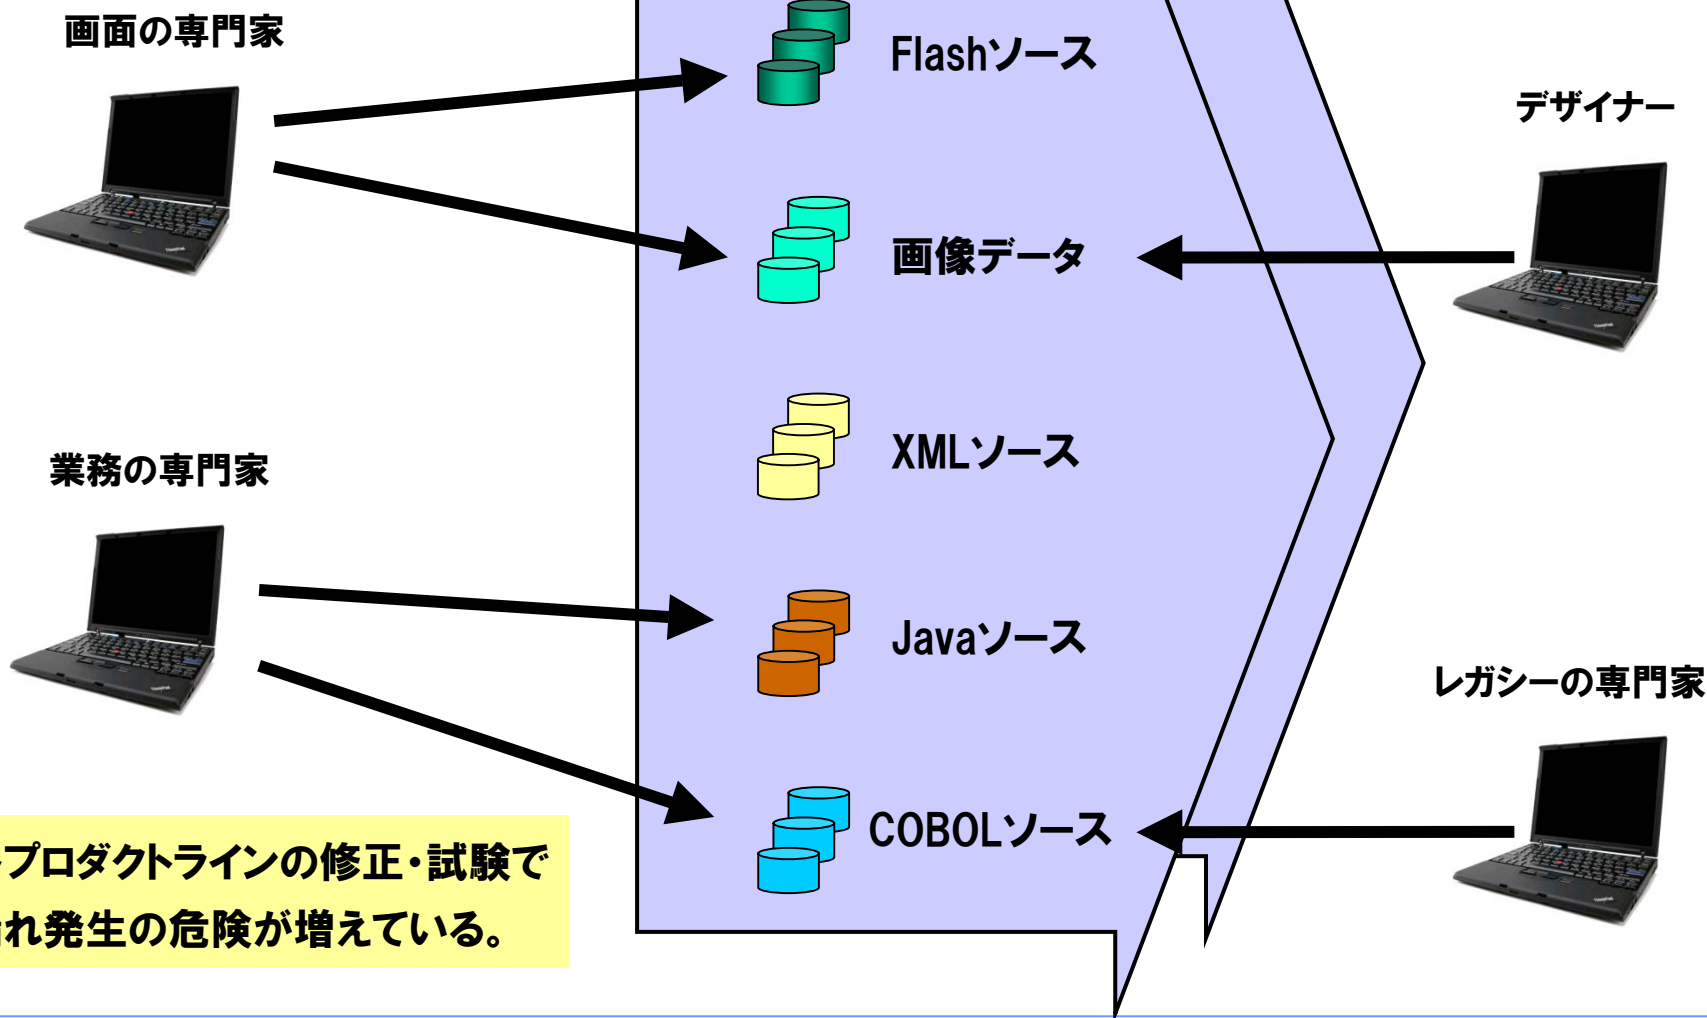 画面の専門家
Flashソース
デザイナー
画像データ
XMLソース
業務の専門家
Javaソース
レガシーの専門家
COBOLソース
プロダクトラインの修正・試験で
れ発生の危険が増えている。